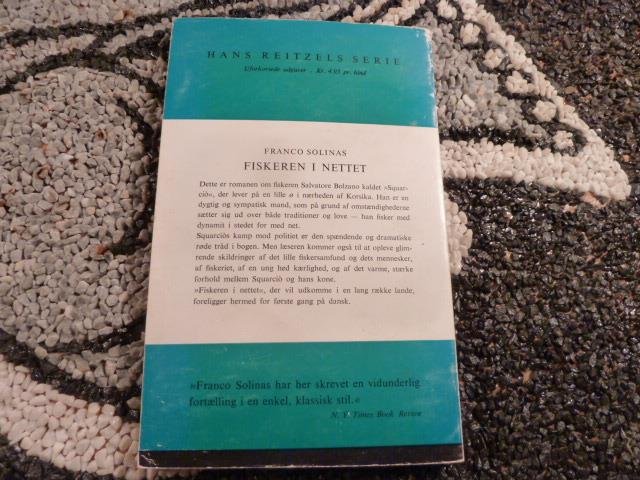 HANS REITZELS SERIE
Uforkortede udgaver . Kr. 4.85 pr. bind
FRANCO SOLINAS
FISKEREN I NETTET
Dette er romanen om fiskeren Salvatore Bolzano kaldet »Squar-
ciò«, der lever på en lille ø i nærheden af Korsika. Han er en
dygtig og sympatisk mand, som på grund af omstændighederne
sætter sig ud over både traditioner og love — han fisker med
dynamit i stedet for med net.
Squarciòs kamp mod politiet er den spændende og dramatiske
røde tråd i bogen. Men læseren kommer også til at opleve glim-
rende skildringer af det lille fiskersamfund og dets mennesker,
af fiskeriet, af en ung hed kærlighed, og af det varme, stærke
forhold mellem Squarciò og hans kone.
»Fiskeren i nettet«, der vil udkomme i en lang række lande,
foreligger hermed for første gang på dansk.
»Franco Solinas har her skrevet en vidunderlig
fortælling i en enkel, klassisk stil.«
N. Y. Times Book Review